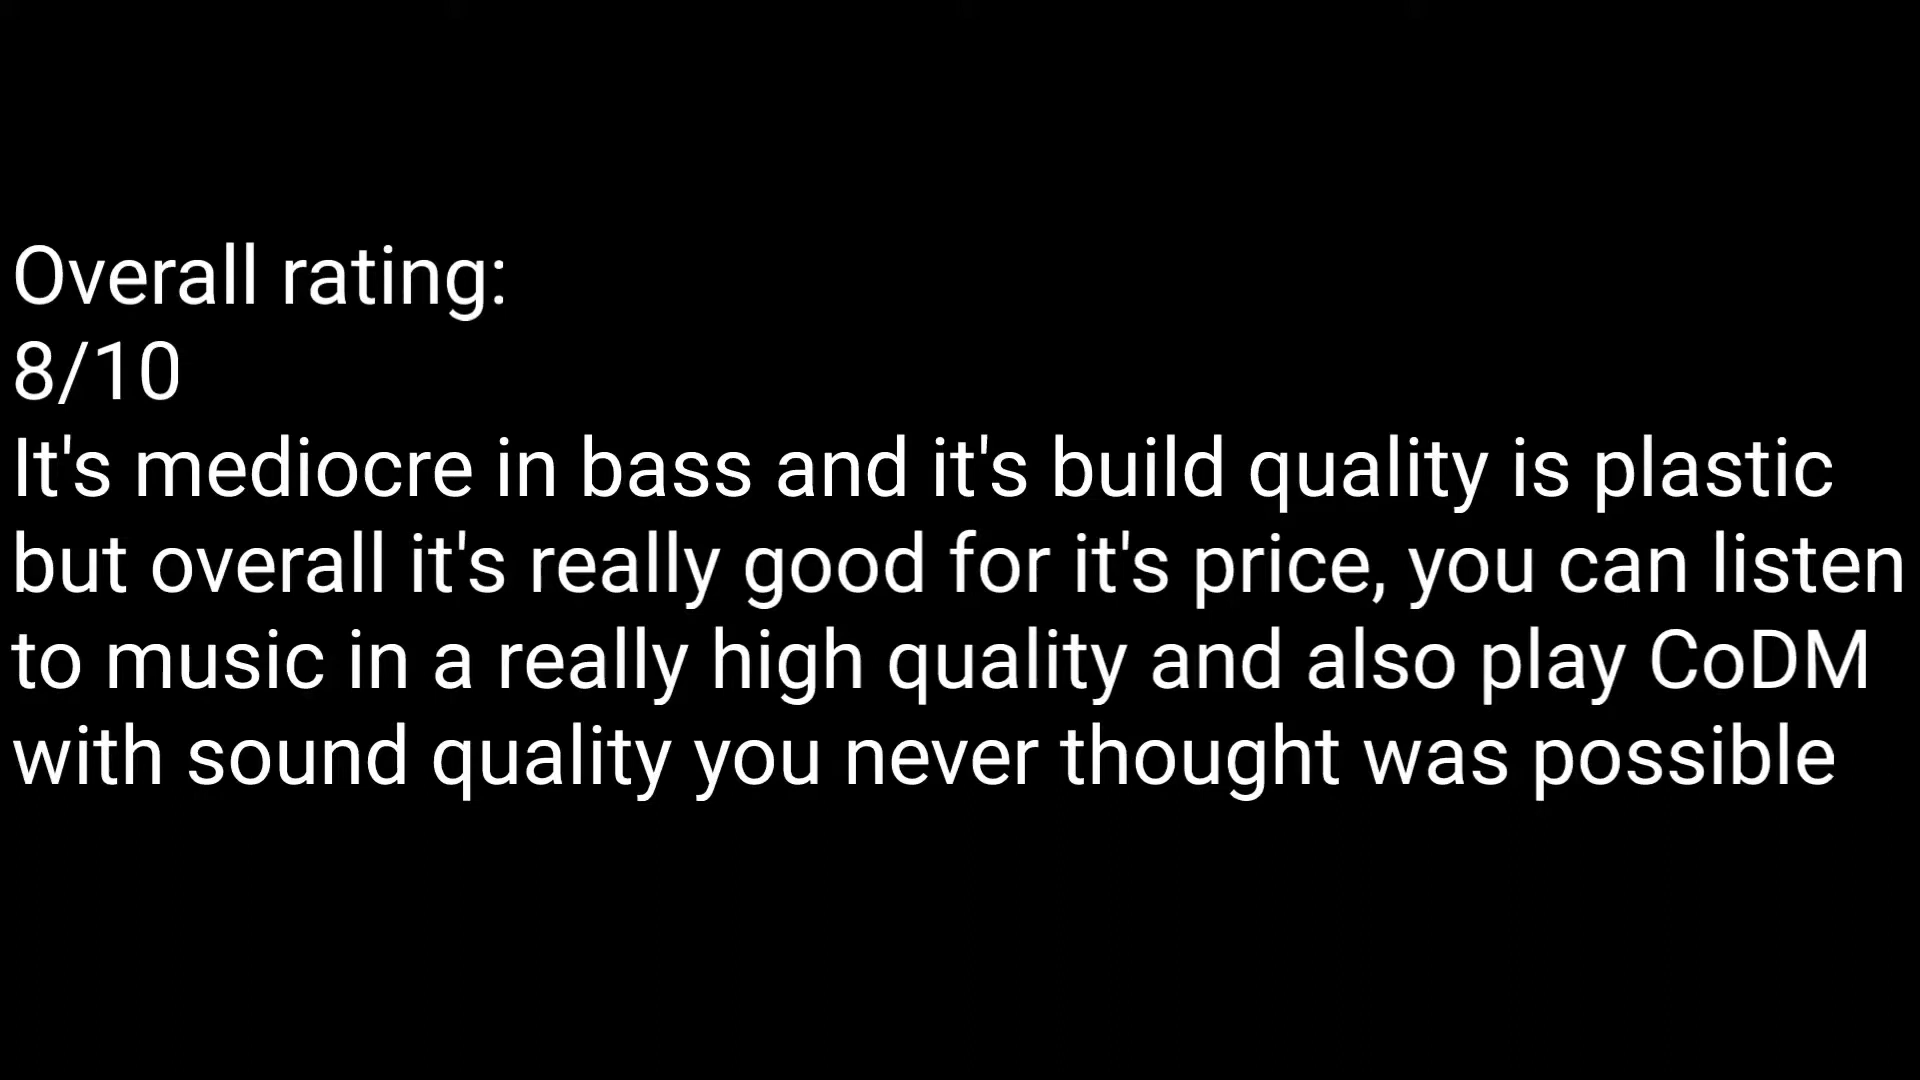 Overall rating:
8/10
It's mediocre in bass and it's build quality is plastic
but overall it's really good for it's price, you can listen
to music in a really high quality and also play CoDM
with sound quality you never thought was possible